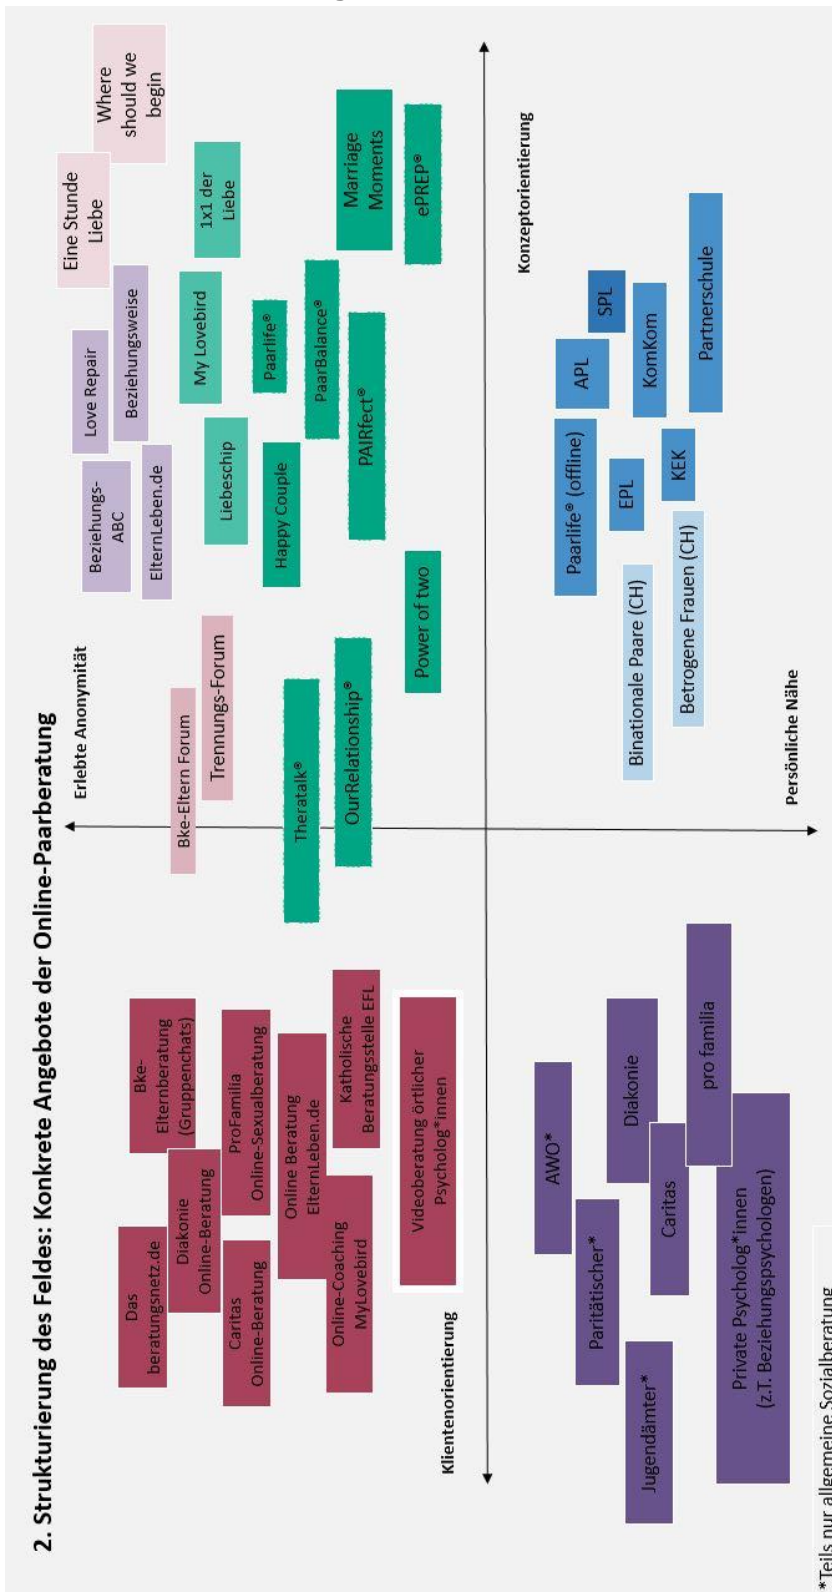 2. Strukturierung des Feldes: Konkrete Angebote der Online-Paarberatung
Erlebte Anonymität
Klientenorientierung
Konzeptorientierung
Persönliche Nähe
Das
beratungsnetz.de
Bke-
Elternberatung
(Gruppenchats)
Diakonie
Online-Beratung
Caritas
Online-Beratung
ProFamilia
Online-Sexualberatung
Online Beratung
ElternLeben.de
Online-Coaching
MyLovebird
Katholische
Beratungsstelle EFL
Videoberatung örtlicher
Psycholog*innen
Bke-Eltern Forum
Trennungs-Forum
Theratalk®
OurRelationship®
Power of two
Beziehungs-
ABC
ElternLeben.de
Love Repair
Beziehungsweise
Eine Stunde
Liebe
Where
should we
begin
Liebeschip
My Lovebird
1x1 der
Liebe
Happy Couple
Paarlife®
PaarBalance®
PAIRfect®
Marriage
Moments
ePREP®
AWO*
Paritätischer*
Diakonie
Jugendämter*
Caritas
pro familia
Private Psycholog*innen
(z.T. Beziehungspsychologen)
Paarlife® (offline)
APL
SPL
EPL
KomKom
KEK
Partnerschule
Binationale Paare (CH)
Betrogene Frauen (CH)
*Teils nur allgemeine Sozialberatung